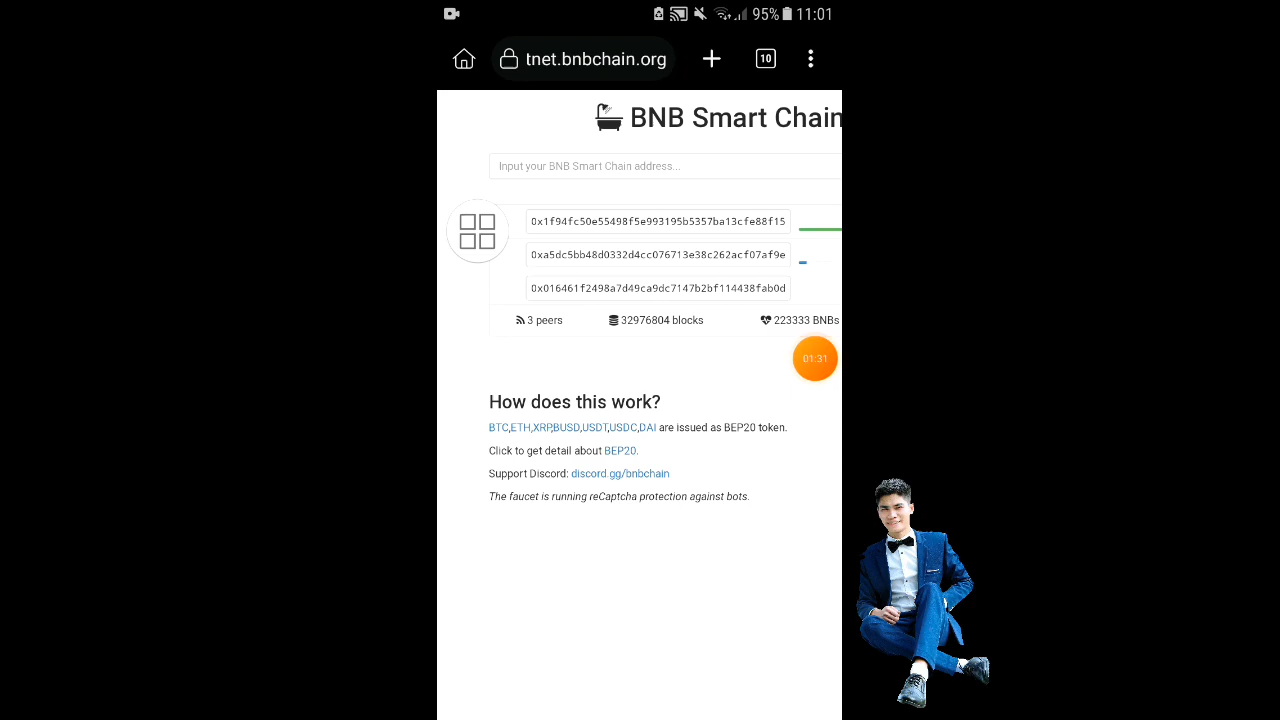 95% 11:01
tnet.bnbchain.org
10
BNB Smart Chain
Input your BNB Smart Chain address...
0x1f94fc50e55498f5e993195b5357ba13cfe88f15
0xa5dc5bb48d0332d4cc076713e38c262acf07af9e
0x016461f2498a7d49ca9dc7147b2bf114438fab0d
3 peers 32976804 blocks 223333 BNBs
01:31
How does this work?
BTC,ETH,XRP,BUSD,USDT,USDC,DAI are issued as BEP20 token.
Click to get detail about BEP20.
Support Discord: discord.gg/bnbchain
The faucet is running reCaptcha protection against bots.